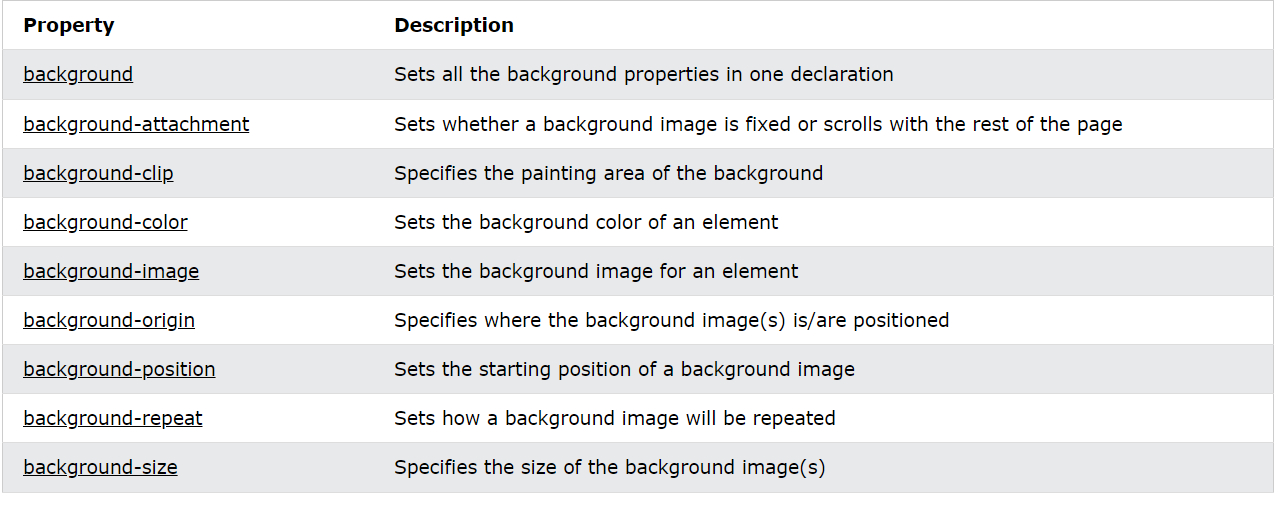 Property Description
background Sets all the background properties in one declaration
background-attachment Sets whether a background image is fixed or scrolls with the rest of the page
background-clip Specifies the painting area of the background
background-color Sets the background color of an element
background-image Sets the background image for an element
background-origin Specifies where the background image(s) is/are positioned
background-position Sets the starting position of a background image
background-repeat Sets how a background image will be repeated
background-size Specifies the size of the background image(s)